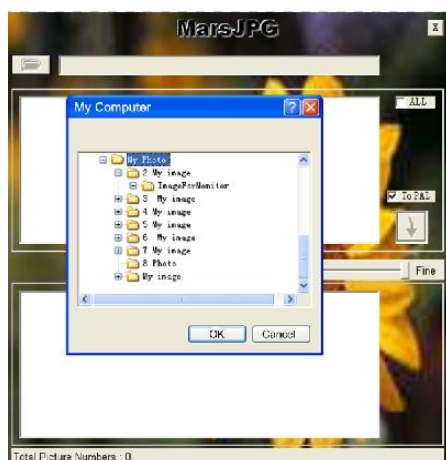 MarsJPG
X
ALL
My Computer
?
X
My Photo
2 My image
ImageForMonitor
3 My image
4 My image
5 My image
6 My image
7 My image
8 Photo
My image
To PAL
Fine
OK
Cancel
Total Picture Numbers : 0